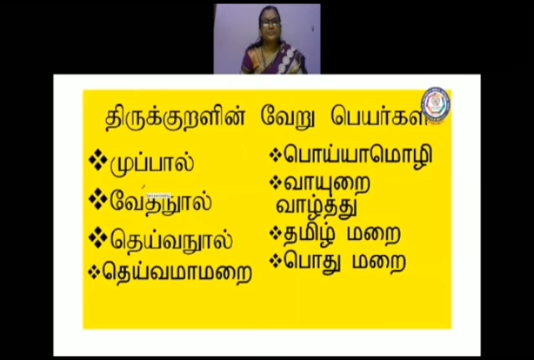 திருக்குறளின் வேறு பெயர்கள்
❖முப்பால்
❖வேதநூல்
❖தெய்வநூல்
❖தெய்வமாமறை
❖பொய்யாமொழி
❖வாயுறை
வாழ்த்து
❖தமிழ் மறை
❖பொது மறை